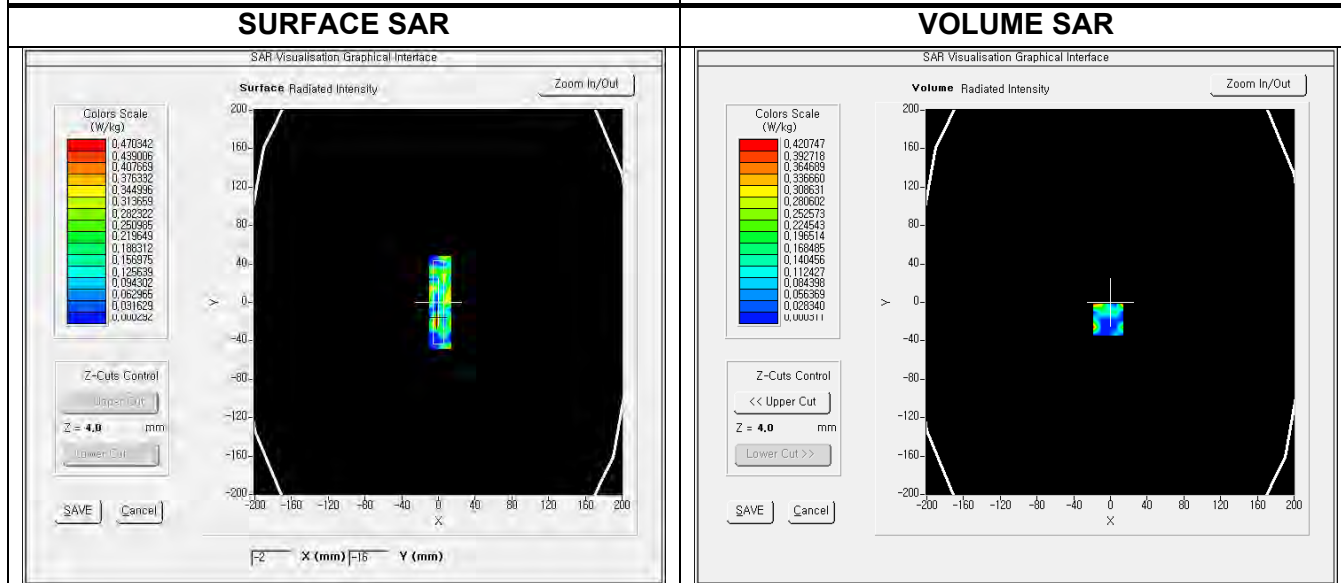 SURFACE SAR
SAR Visualisation Graphical Interface
Surface Radiated Intensity
Zoom In/Out
Colors Scale
(W/kg)
0,470342
0,439006
0,407669
0,376332
0,344996
0,313659
0,282322
0,250985
0,219649
0,188312
0,156975
0,125639
0,094302
0,062965
0,031629
0,000292
Z-Cuts Control
Upper Cut
Z = 4,0 mm
Lower Cut
SAVE
Cancel
200
160
120
80
40
0
-40
-80
-120
-160
-200
Y
-200 -160 -120 -80 -40 0 40 80 120 160 200
X
-2 X (mm) -16 Y (mm)
VOLUME SAR
SAR Visualisation Graphical Interface
Volume Radiated Intensity
Zoom In/Out
Colors Scale
(W/kg)
0,420747
0,392718
0,364689
0,336660
0,308631
0,280602
0,252573
0,224543
0,196514
0,168485
0,140456
0,112427
0,084398
0,056369
0,028340
0,000311
Z-Cuts Control
<< Upper Cut
Z = 4,0 mm
Lower Cut >>
SAVE
Cancel
200
160
120
80
40
0
-40
-80
-120
-160
-200
Y
-200 -160 -120 -80 -40 0 40 80 120 160 200
X